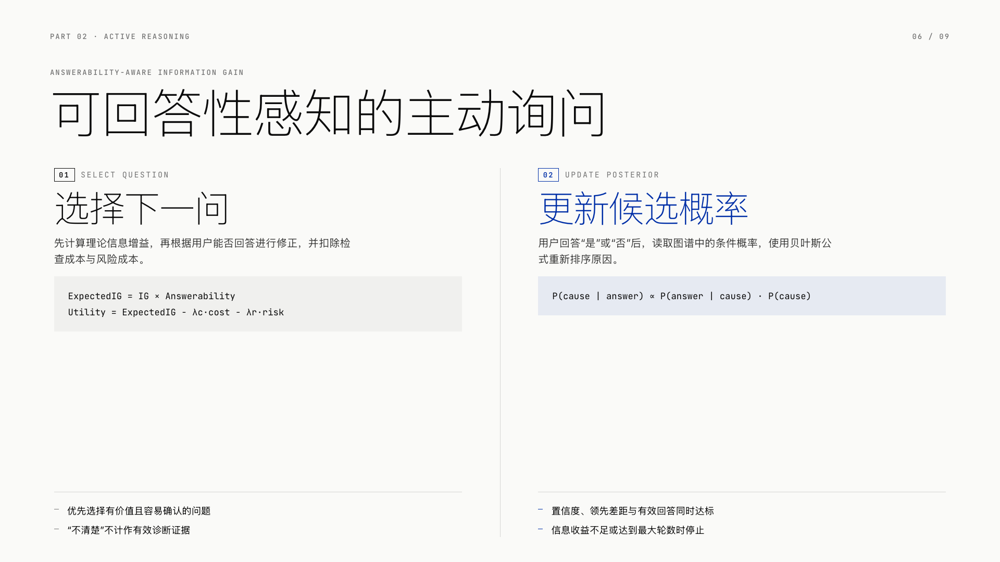 PART 02 · ACTIVE REASONING
06 / 09
ANSWERABILITY-AWARE INFORMATION GAIN
可回答性感知的主动询问
01 SELECT QUESTION
选择下一问
先计算理论信息增益，再根据用户能否回答进行修正，并扣除检
查成本与风险成本。
ExpectedIG = IG × Answerability
Utility = ExpectedIG - λc·cost - λr·risk
– 优先选择有价值且容易确认的问题
– “不清楚”不计作有效诊断证据
02 UPDATE POSTERIOR
更新候选概率
用户回答“是”或“否”后，读取图谱中的条件概率，使用贝叶斯公
式重新排序原因。
P(cause | answer) ∝ P(answer | cause) · P(cause)
– 置信度、领先差距与有效回答同时达标
– 信息收益不足或达到最大轮数时停止